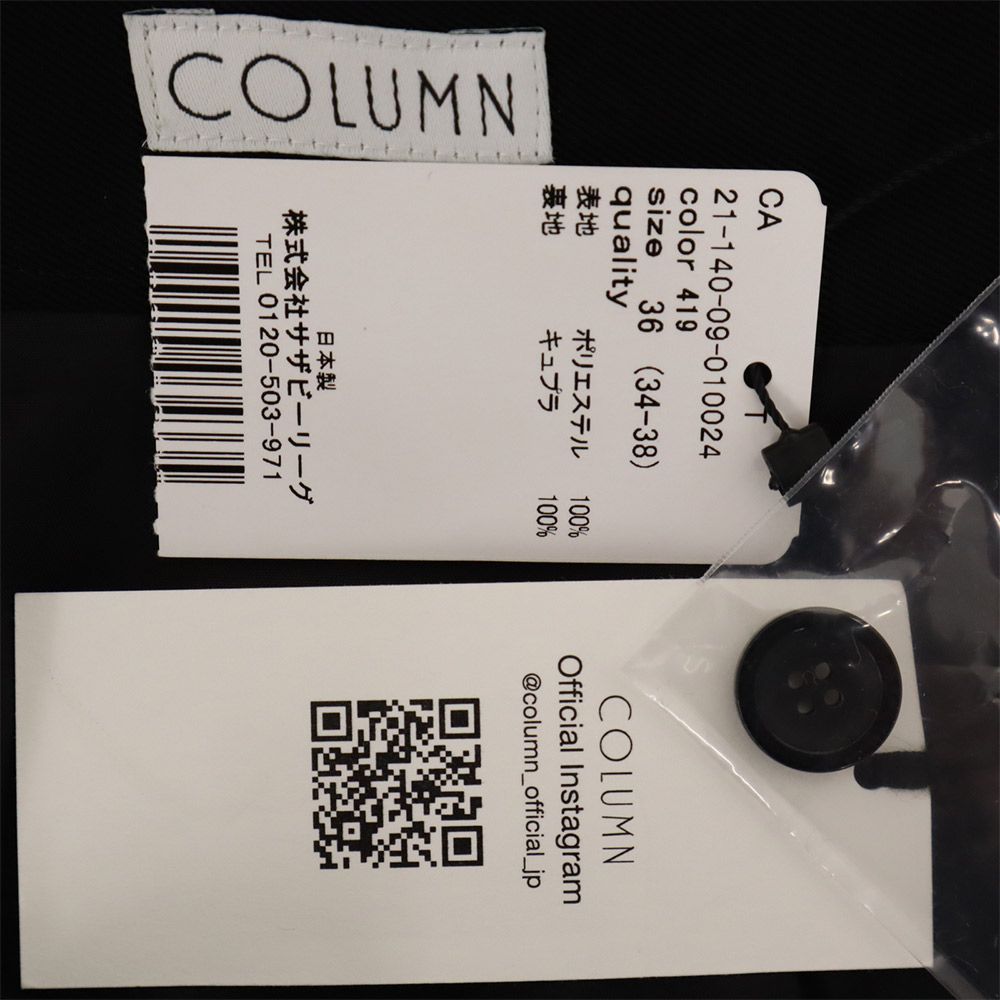 COLUMN
CA T
21-140-09-010024
color 419
size 36 (34-38)
quality
表地 ポリエステル 100%
裏地 キュプラ 100%
日本製
株式会社サザビーリーグ
TEL 0120-503-971
COLUMN
Official Instagram
@column_official_jp